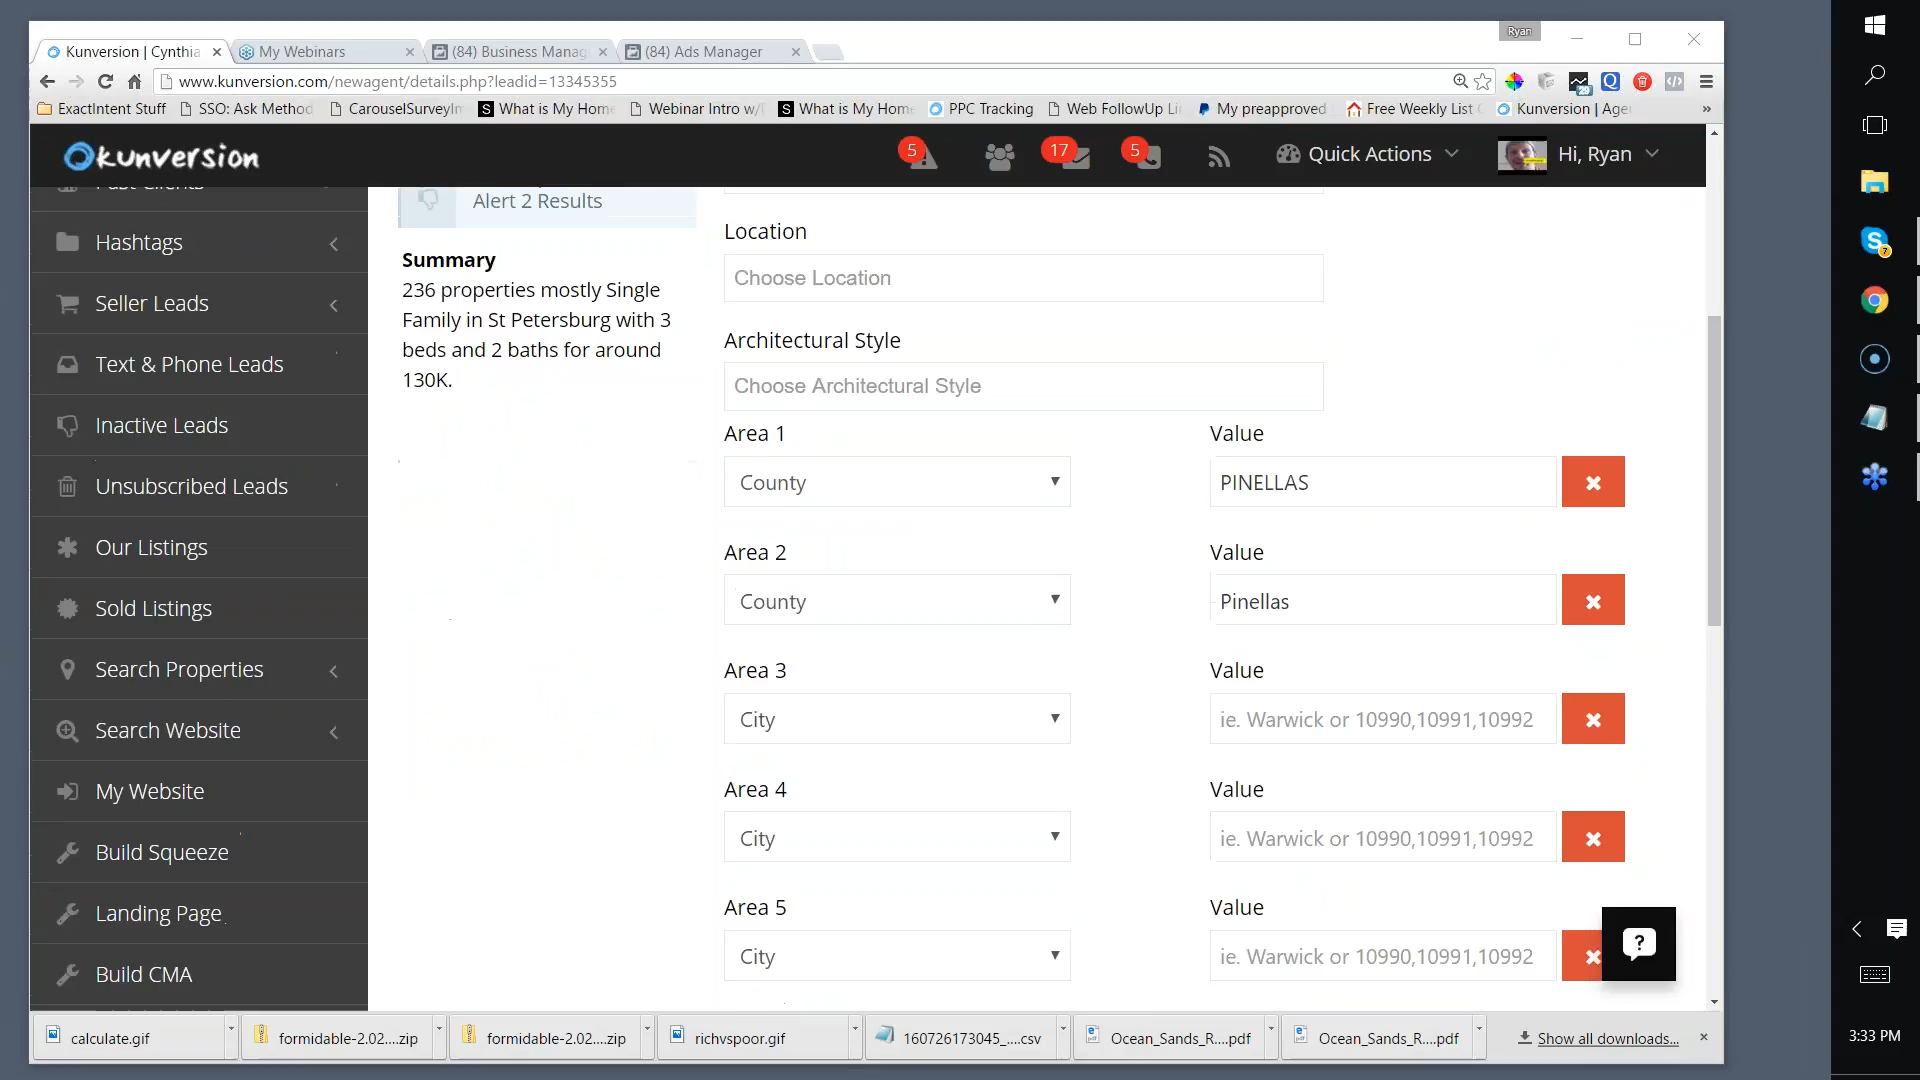 Ryan
Kunversion | Cynthia
My Webinars
(84) Business Manag
(84) Ads Manager
www.kunversion.com/newagent/details.php?leadid=13345355
29
ExactIntent Stuff
SSO: Ask Method
CarouselSurveyIm
What is My Home
Webinar Intro w/
What is My Home
PPC Tracking
Web FollowUp Li
My preapproved
Free Weekly List
Kunversion | Age
»
kunversion
5
17
5
Quick Actions
Hi, Ryan
Past Clients
Hashtags
Seller Leads
Text & Phone Leads
Inactive Leads
Unsubscribed Leads
Our Listings
Sold Listings
Search Properties
Search Website
My Website
Build Squeeze
Landing Page
Build CMA
Alert 2 Results
Summary
236 properties mostly Single
Family in St Petersburg with 3
beds and 2 baths for around
130K.
Location
Choose Location
Architectural Style
Choose Architectural Style
Area 1
Value
County
PINELLAS
Area 2
Value
County
Pinellas
Area 3
Value
City
ie. Warwick or 10990,10991,10992
Area 4
Value
City
ie. Warwick or 10990,10991,10992
Area 5
Value
City
ie. Warwick or 10990,10991,10992
calculate.gif
formidable-2.02....zip
formidable-2.02....zip
richvspoor.gif
160726173045_....csv
Ocean_Sands_R....pdf
Ocean_Sands_R....pdf
Show all downloads...
7
3:33 PM